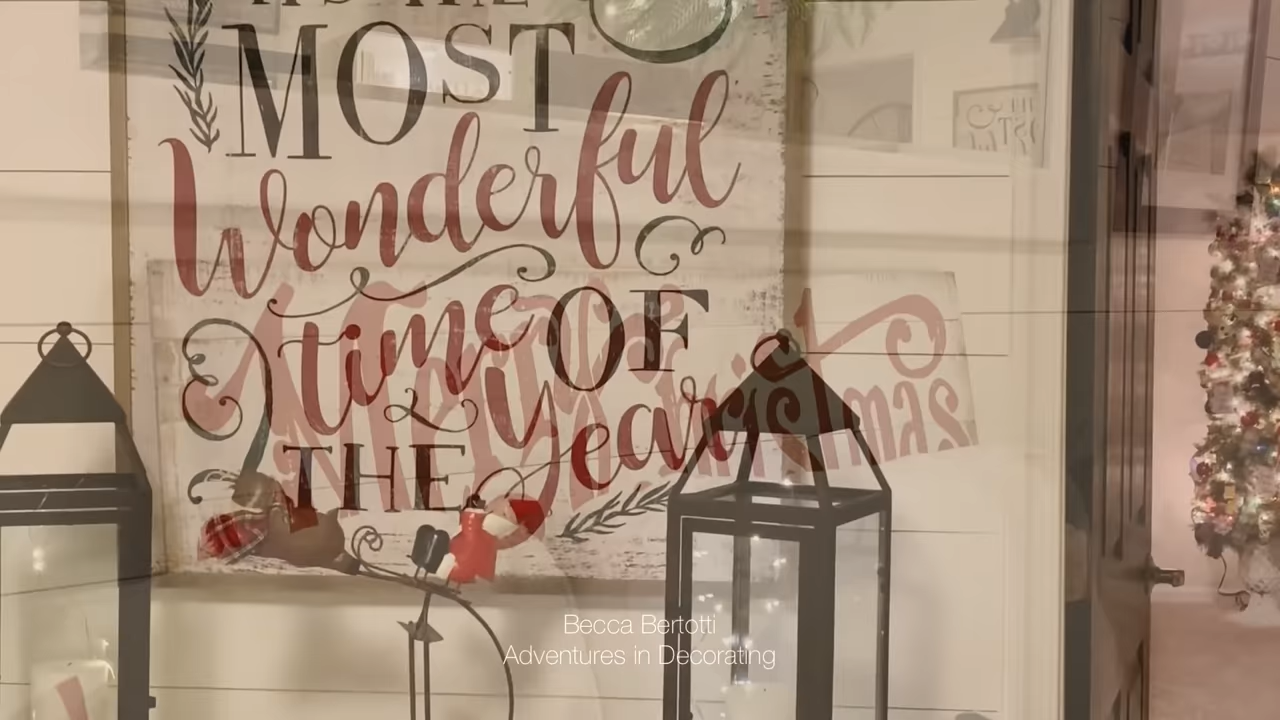 MOST
Wonderful
time OF
THE year
Merry Christmas
Becca Bertotti
Adventures in Decorating